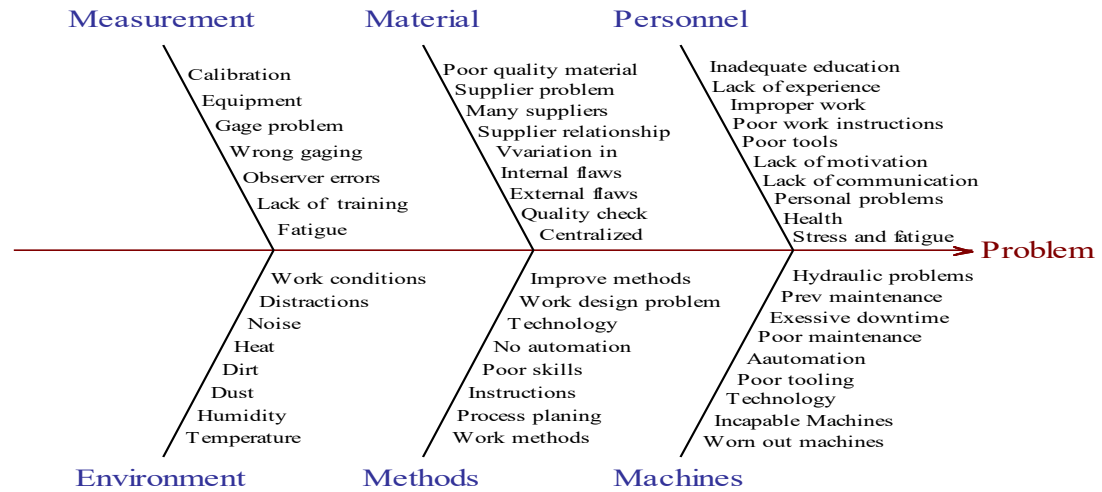 Measurement
Calibration
Equipment
Gage problem
Wrong gaging
Observer errors
Lack of training
Fatigue
Material
Poor quality material
Supplier problem
Many suppliers
Supplier relationship
Vvariation in
Internal flaws
External flaws
Quality check
Centralized
Personnel
Inadequate education
Lack of experience
Improper work
Poor work instructions
Poor tools
Lack of motivation
Lack of communication
Personal problems
Health
Stress and fatigue
Problem
Work conditions
Distractions
Noise
Heat
Dirt
Dust
Humidity
Temperature
Environment
Improve methods
Work design problem
Technology
No automation
Poor skills
Instructions
Process planing
Work methods
Methods
Hydraulic problems
Prev maintenance
Exessive downtime
Poor maintenance
Aautomation
Poor tooling
Technology
Incapable Machines
Worn out machines
Machines